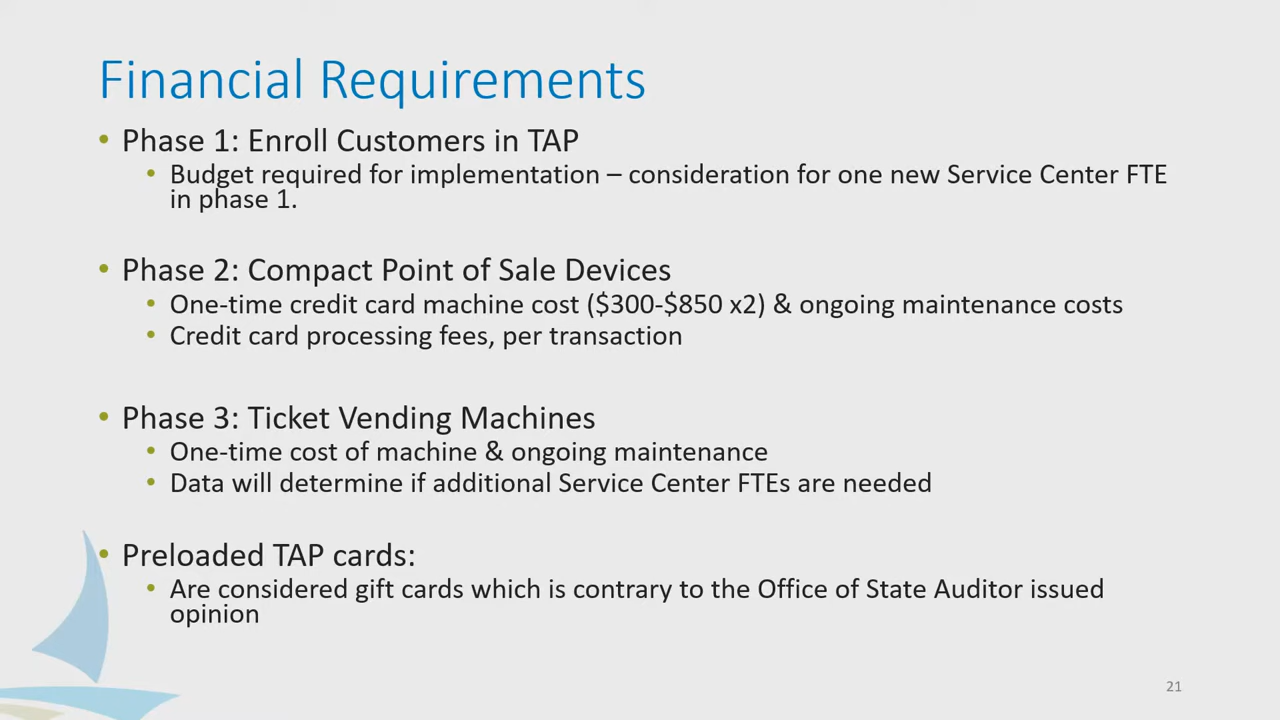 Financial Requirements
• Phase 1: Enroll Customers in TAP
• Budget required for implementation – consideration for one new Service Center FTE
in phase 1.
• Phase 2: Compact Point of Sale Devices
• One-time credit card machine cost ($300-$850 x2) & ongoing maintenance costs
• Credit card processing fees, per transaction
• Phase 3: Ticket Vending Machines
• One-time cost of machine & ongoing maintenance
• Data will determine if additional Service Center FTEs are needed
• Preloaded TAP cards:
• Are considered gift cards which is contrary to the Office of State Auditor issued
opinion
21